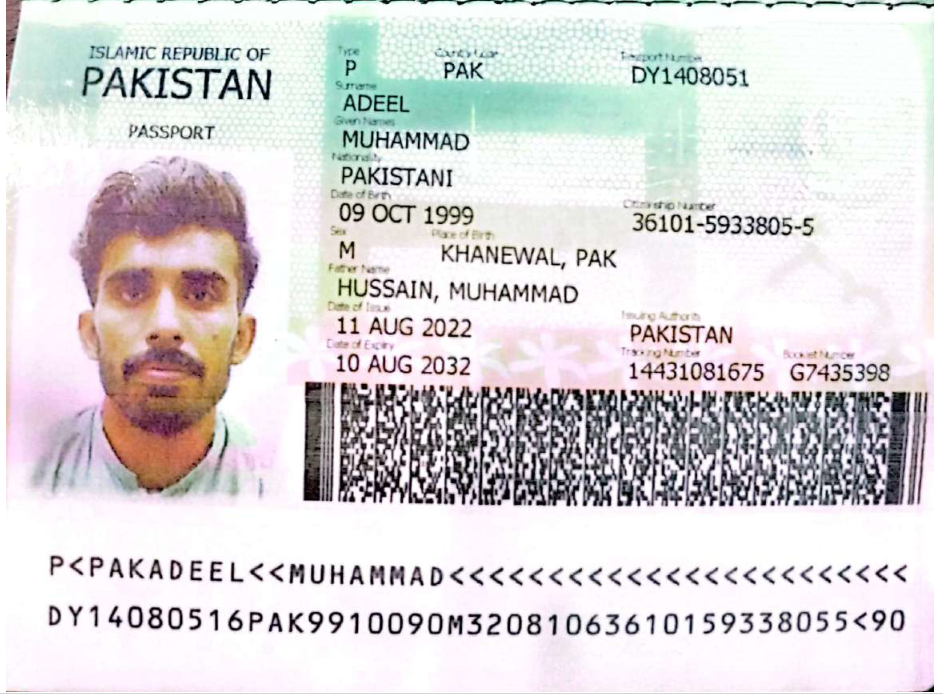 ISLAMIC REPUBLIC OF
PAKISTAN
PASSPORT
Type Country Code Passport Number
P PAK DY1408051
Surname
ADEEL
Given Names
MUHAMMAD
Nationality
PAKISTANI
Date of Birth Citizenship Number
09 OCT 1999 36101-5933805-5
Sex Place of Birth
M KHANEWAL, PAK
Father Name
HUSSAIN, MUHAMMAD
Date of Issue Issuing Authority
11 AUG 2022 PAKISTAN
Date of Expiry Tracking Number Booklet Number
10 AUG 2032 14431081675 G7435398
P<PAKADEEL<<MUHAMMAD<<<<<<<<<<<<<<<<<<<<<<<<
DY14080516PAK9910090M32081063610159338055<90